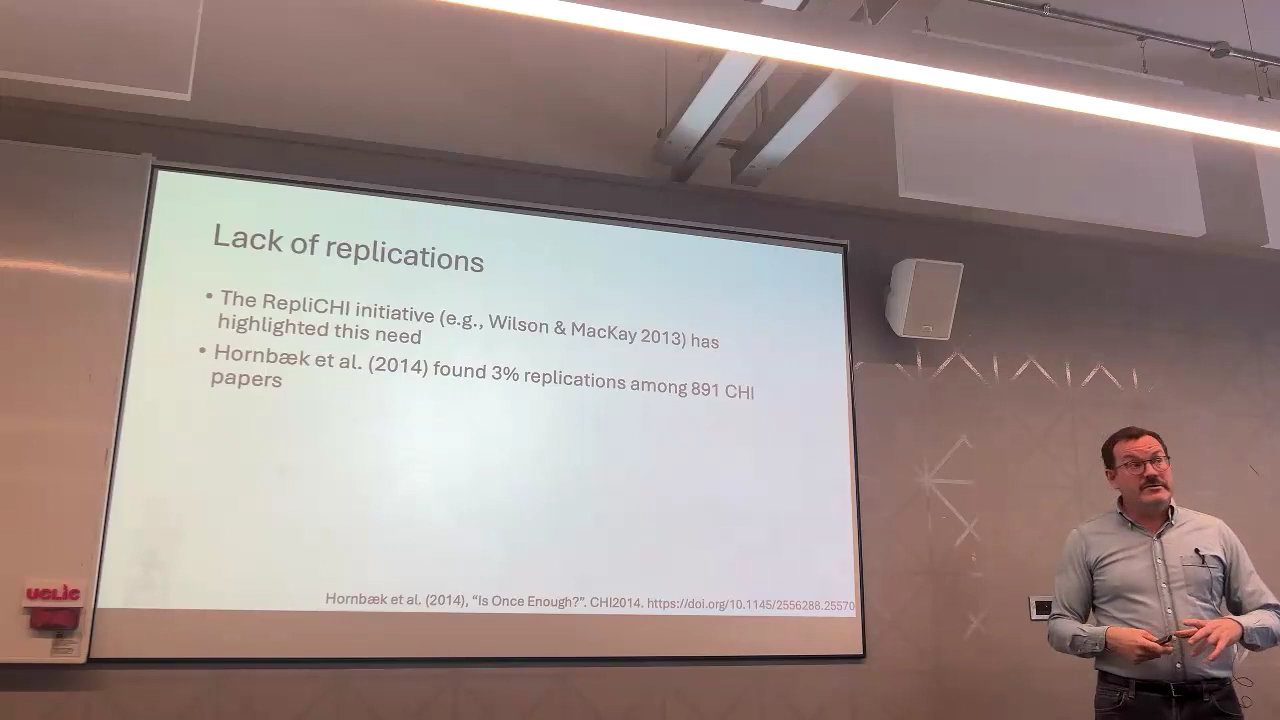 Lack of replications
• The RepliCHI initiative (e.g., Wilson & MacKay 2013) has
highlighted this need
• Hornbæk et al. (2014) found 3% replications among 891 CHI
papers
Hornbæk et al. (2014), “Is Once Enough?”. CHI2014. https://doi.org/10.1145/2556288.25570
uclic